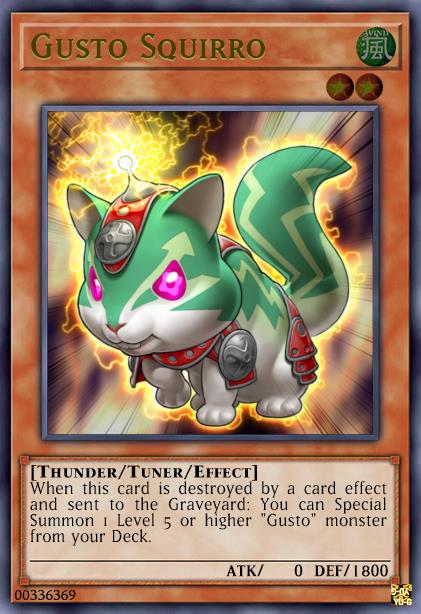 Gusto Squirro
WIND
風
[Thunder/Tuner/Effect]
When this card is destroyed by a card effect
and sent to the Graveyard: You can Special
Summon 1 Level 5 or higher "Gusto" monster
from your Deck.
ATK/ 0 DEF/1800
00336369